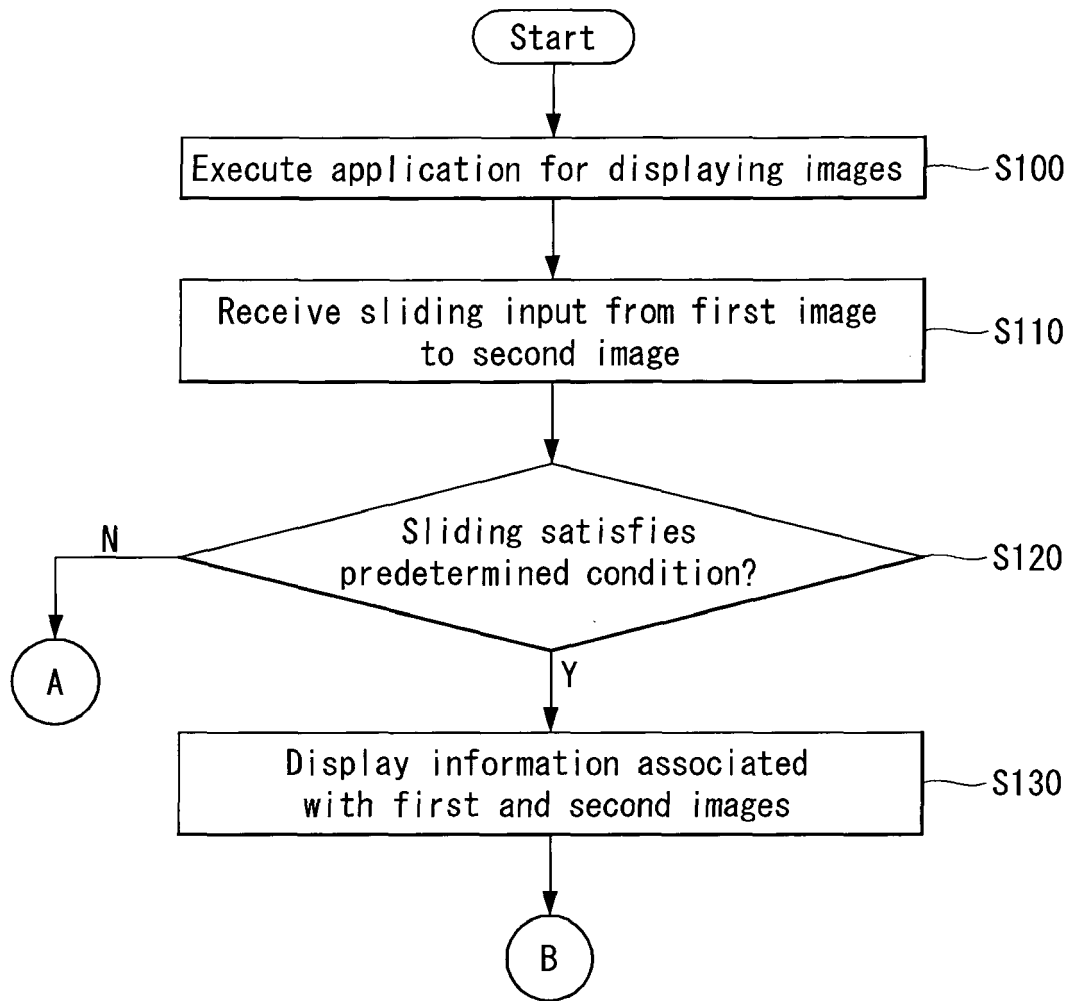 Start
Execute application for displaying images
S100
Receive sliding input from first image
to second image
S110
Sliding satisfies
predetermined condition?
S120
N
A
Y
Display information associated
with first and second images
S130
B